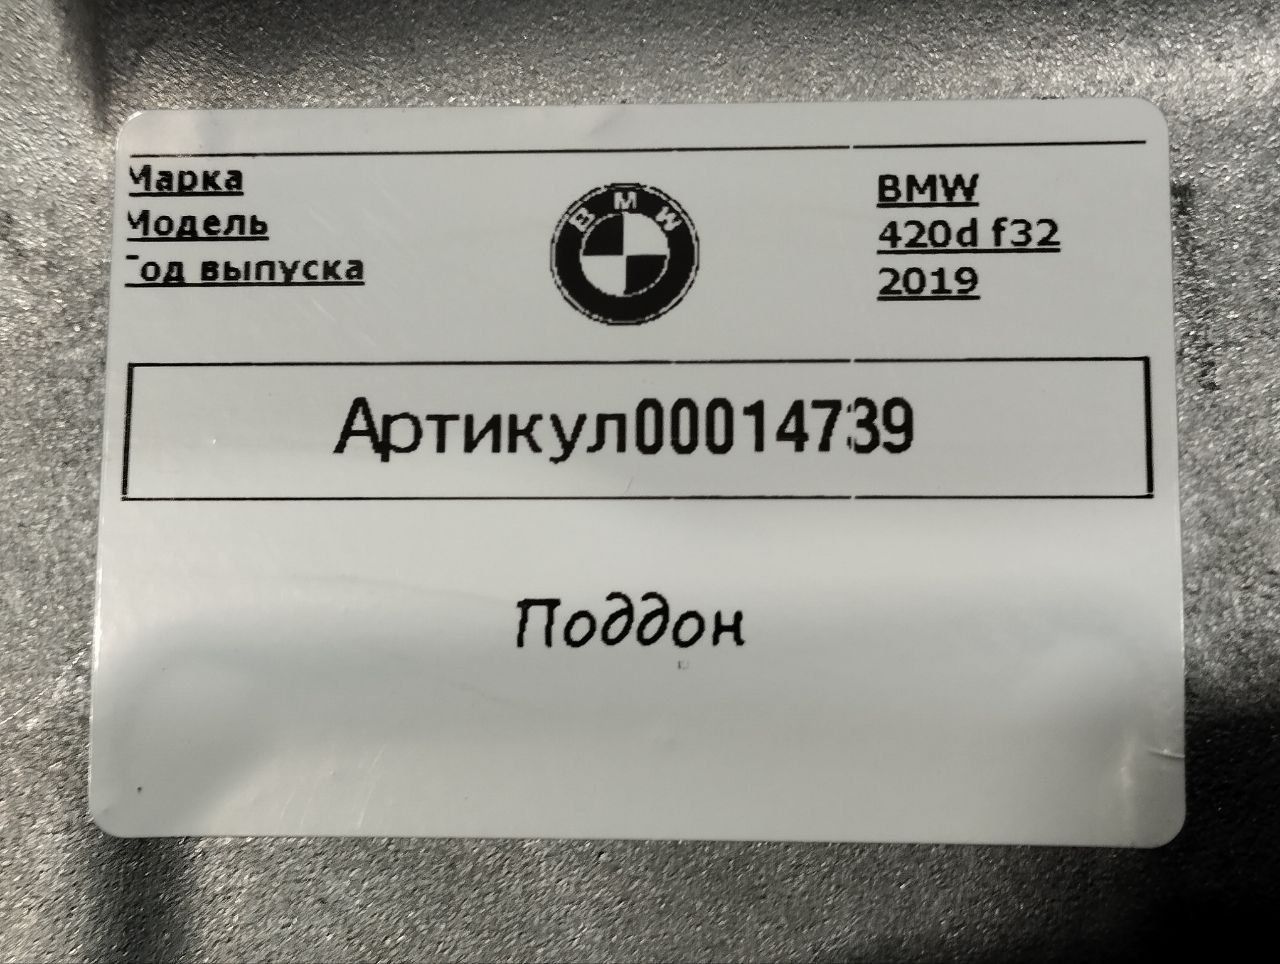 Марка
Модель
Год выпуска
BMW
BMW
420d f32
2019
Артикул00014739
Поддон